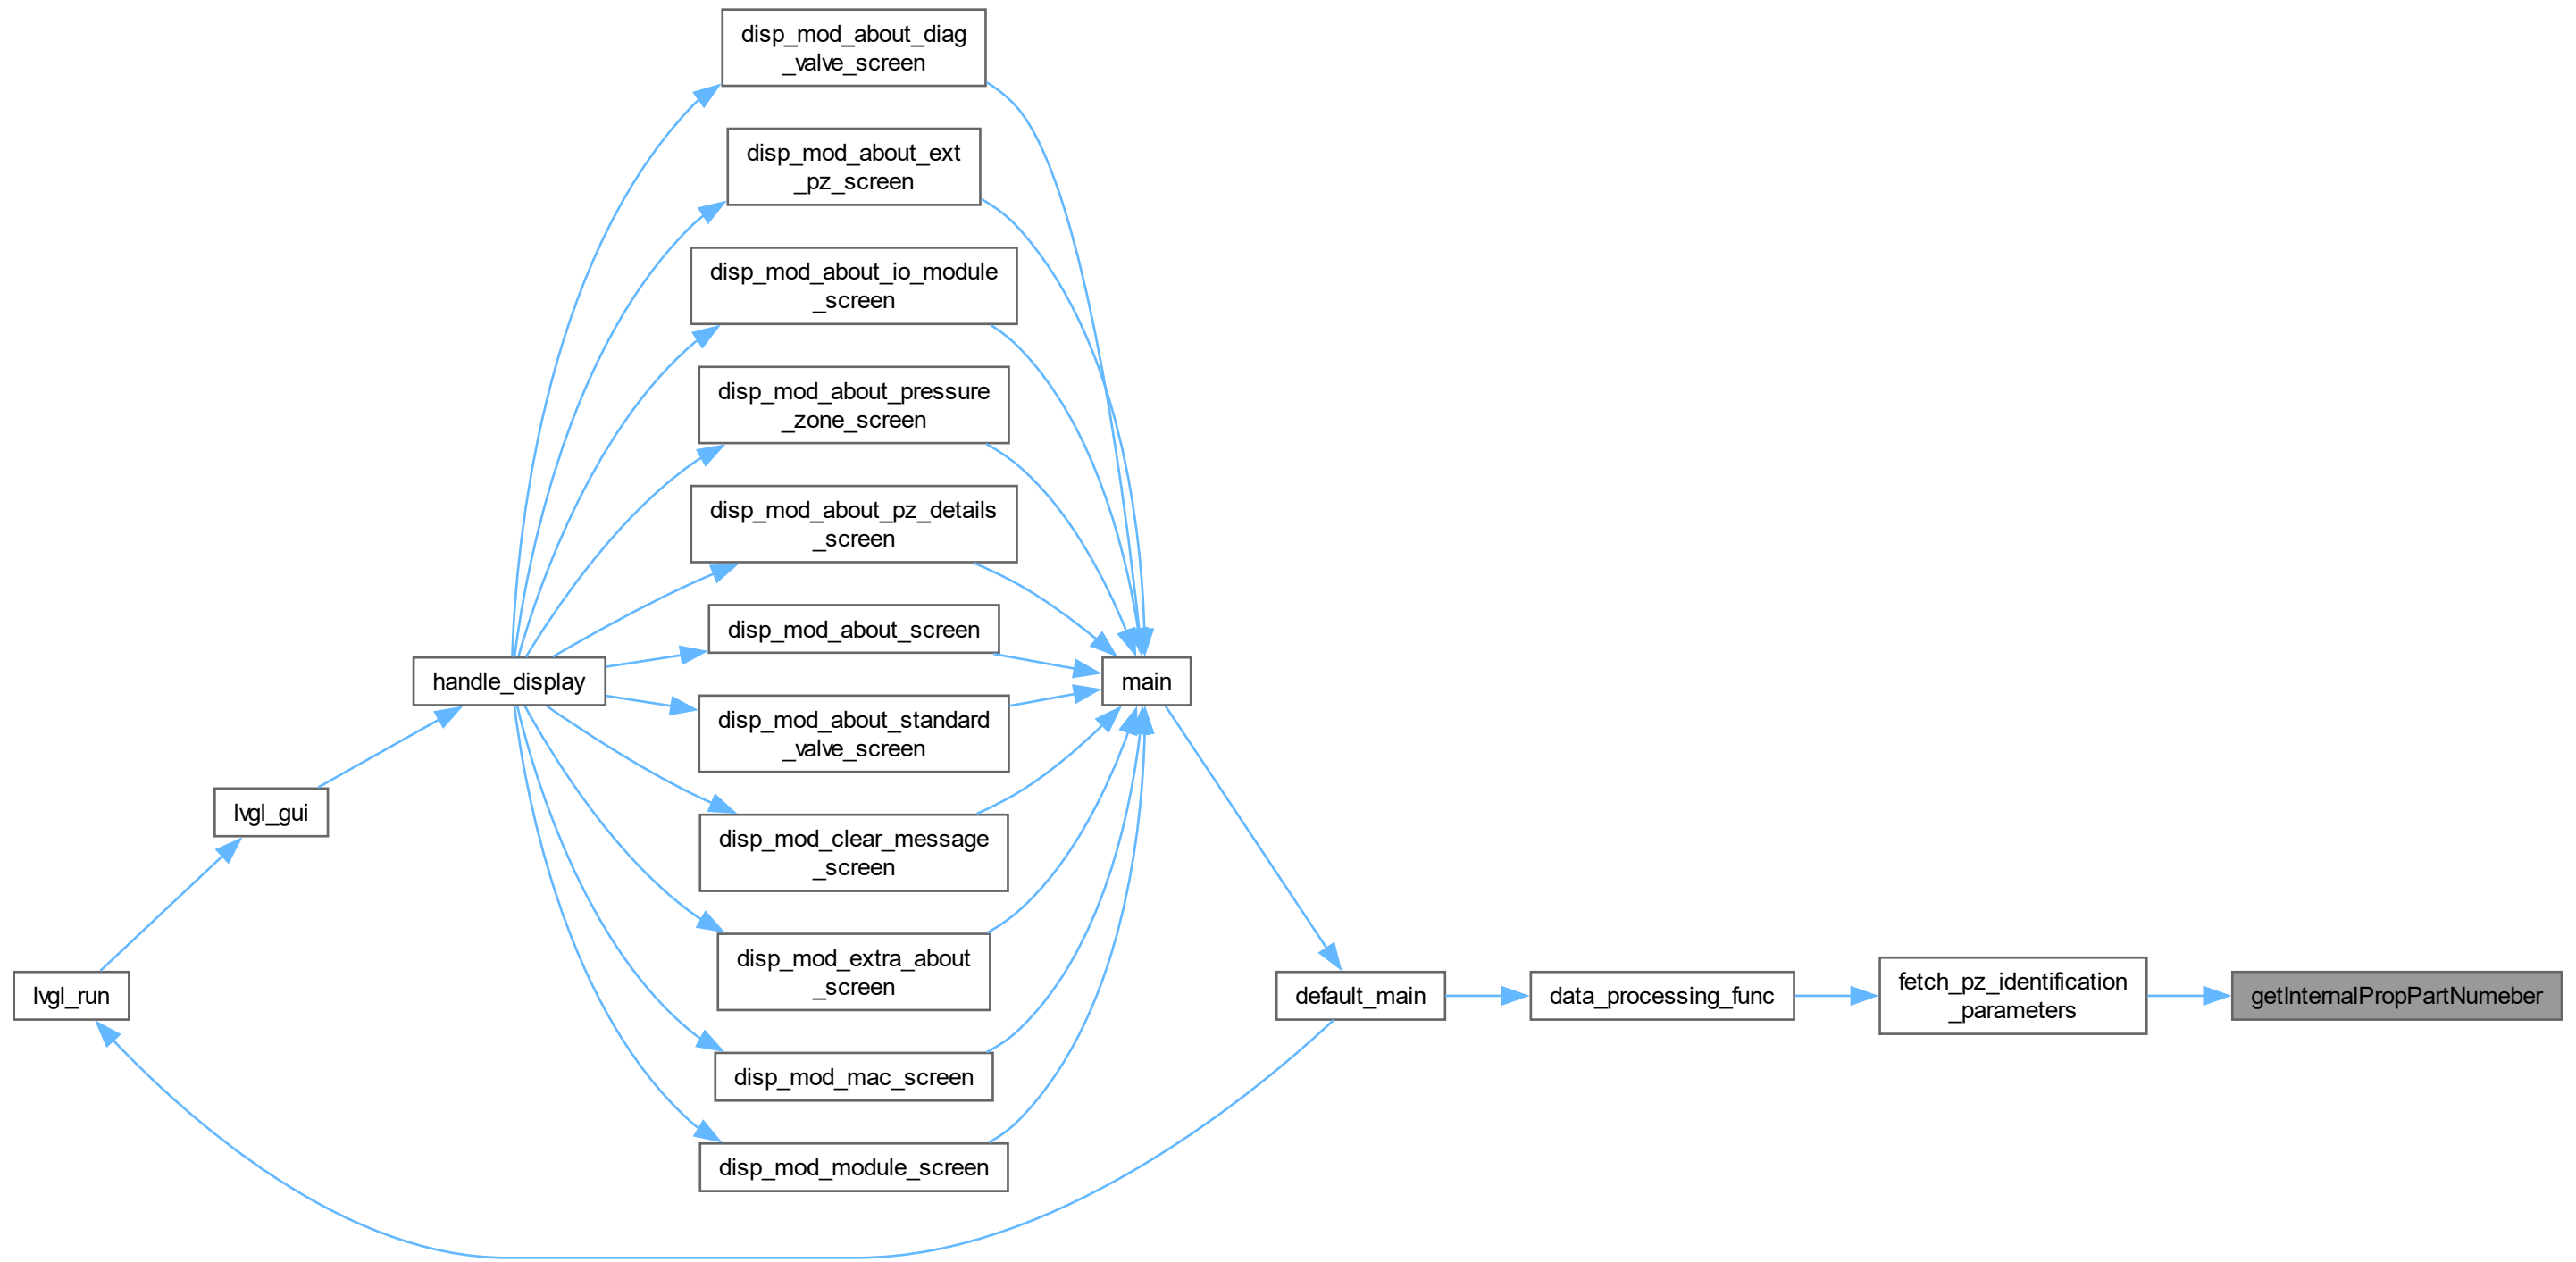 disp_mod_about_diag
_valve_screen
disp_mod_about_ext
_pz_screen
disp_mod_about_io_module
_screen
disp_mod_about_pressure
_zone_screen
disp_mod_about_pz_details
_screen
disp_mod_about_screen
handle_display
main
disp_mod_about_standard
_valve_screen
lvgl_gui
disp_mod_clear_message
_screen
disp_mod_extra_about
_screen
lvgl_run
default_main
data_processing_func
fetch_pz_identification
_parameters
getInternalPropPartNumeber
disp_mod_mac_screen
disp_mod_module_screen